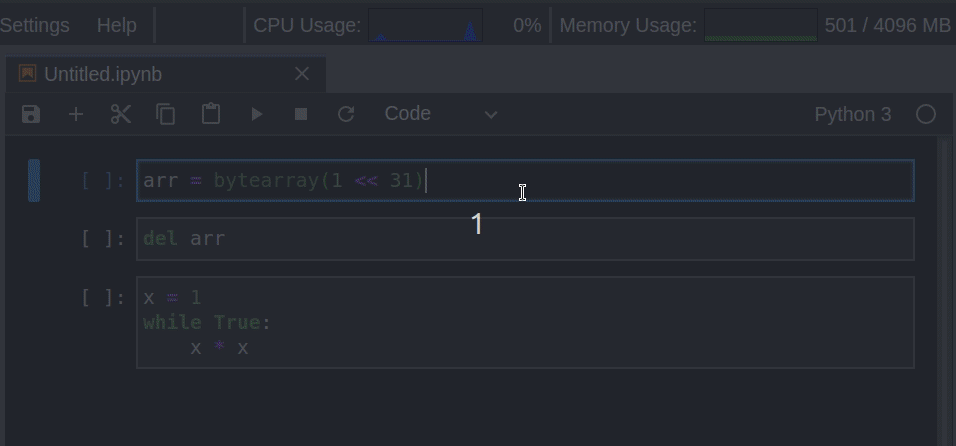 Settings Help CPU Usage: 0% Memory Usage: 501 / 4096 MB
Untitled.ipynb
Code Python 3
[ ]: arr = bytearray(1 << 31)
1
[ ]: del arr
[ ]: x = 1
while True:
    x * x